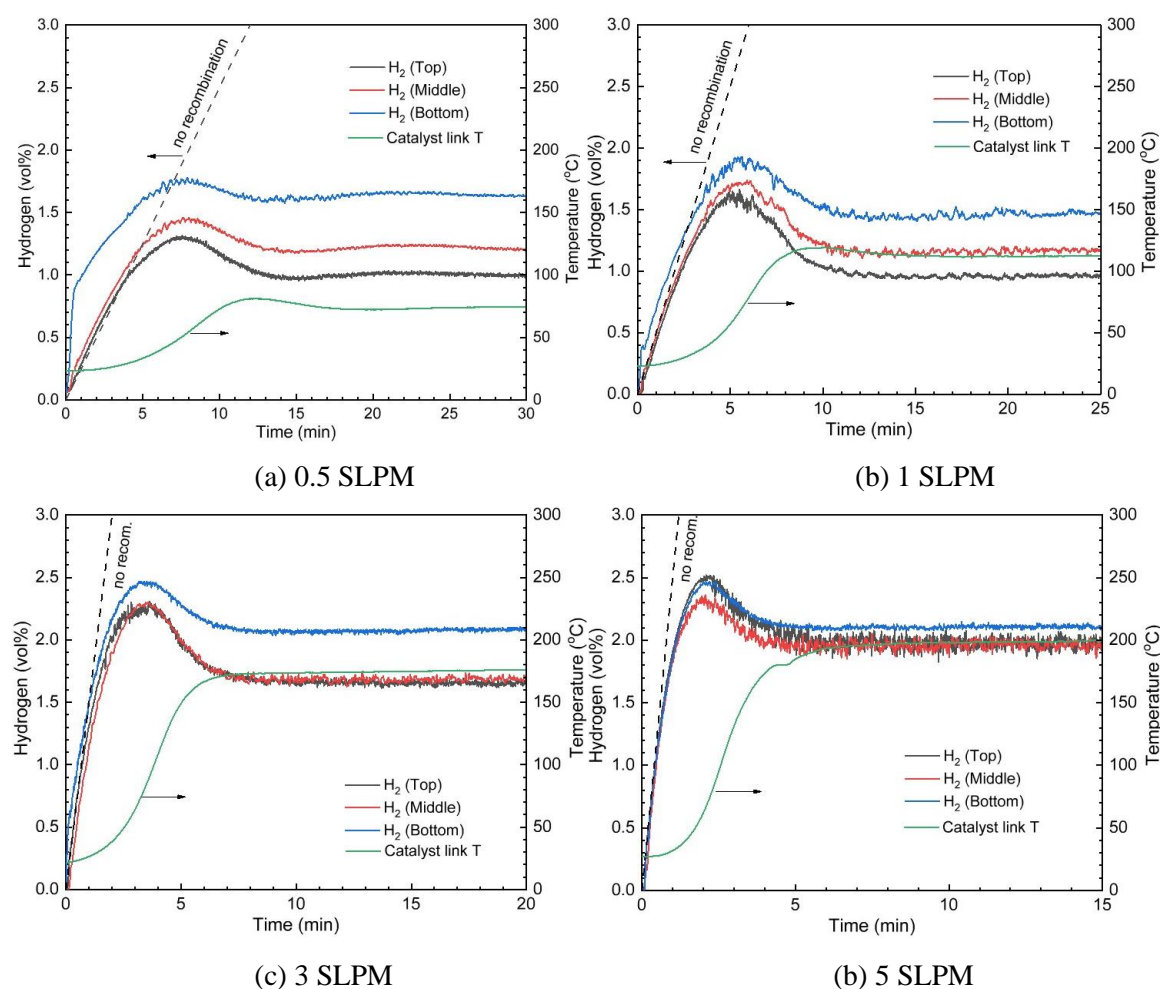 3.0
2.5
2.0
1.5
1.0
0.5
0.0
Hydrogen (vol%)
no recombination
H₂ (Top)
H₂ (Middle)
H₂ (Bottom)
Catalyst link T
300
250
200
150
100
50
0
Temperature (°C)
0 5 10 15 20 25 30
Time (min)
(a) 0.5 SLPM
3.0
2.5
2.0
1.5
1.0
0.5
0.0
Hydrogen (vol%)
no recombination
H₂ (Top)
H₂ (Middle)
H₂ (Bottom)
Catalyst link T
300
250
200
150
100
50
0
Temperature (°C)
0 5 10 15 20 25
Time (min)
(b) 1 SLPM
3.0
2.5
2.0
1.5
1.0
0.5
0.0
Hydrogen (vol%)
no recom.
H₂ (Top)
H₂ (Middle)
H₂ (Bottom)
Catalyst link T
300
250
200
150
100
50
0
Temperature (°C)
0 5 10 15 20
Time (min)
(c) 3 SLPM
3.0
2.5
2.0
1.5
1.0
0.5
0.0
Hydrogen (vol%)
no recom.
H₂ (Top)
H₂ (Middle)
H₂ (Bottom)
Catalyst link T
300
250
200
150
100
50
0
Temperature (°C)
0 5 10 15
Time (min)
(b) 5 SLPM